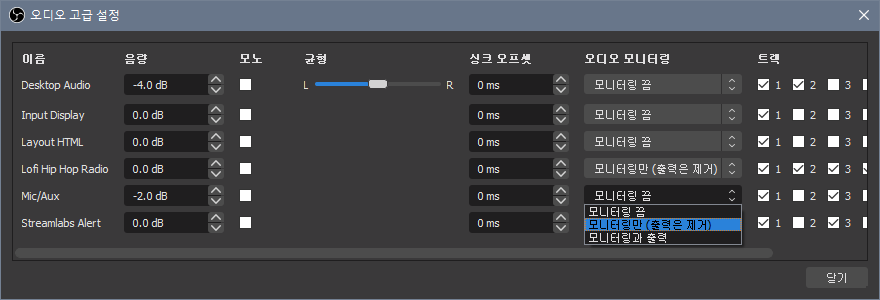 오디오 고급 설정
이름 음량 모노 균형 싱크 오프셋 오디오 모니터링 트랙
Desktop Audio -4.0 dB L R 0 ms 모니터링 끔 1 2 3
Input Display 0.0 dB 0 ms 모니터링 끔 1 2 3
Layout HTML 0.0 dB 0 ms 모니터링 끔 1 2 3
Lofi Hip Hop Radio 0.0 dB 0 ms 모니터링만 (출력은 제거) 1 2 3
Mic/Aux -2.0 dB 0 ms 모니터링 끔 1 2 3
모니터링 끔
Streamlabs Alert 0.0 dB 0 ms 모니터링만 (출력은 제거) 1 2 3
모니터링과 출력
닫기